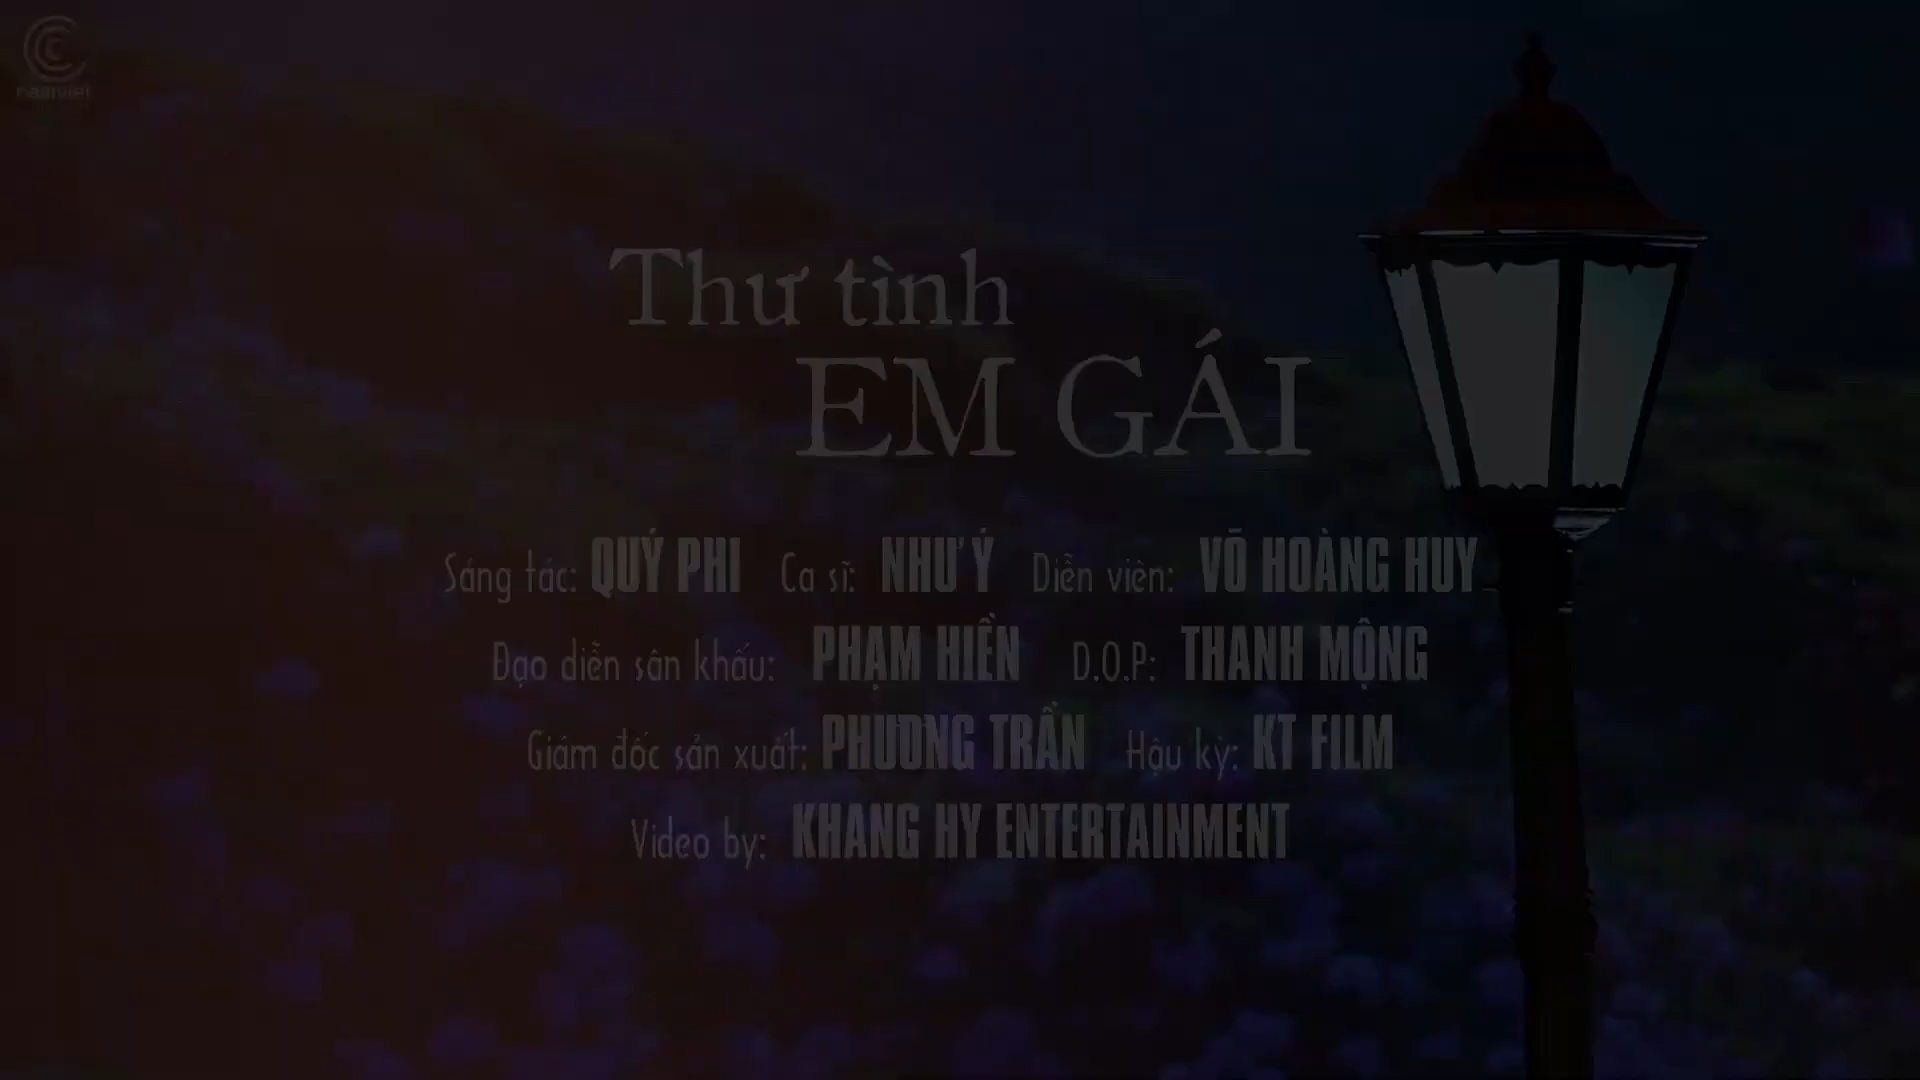 namviet
Thư tình
EM GÁI
Sáng tác: QUÝ PHI Ca sĩ: NHƯ Ý Diễn viên: VÕ HOÀNG HUY
Đạo diễn sân khấu: PHẠM HIỀN D.O.P: THANH MỘNG
Giám đốc sản xuất: PHƯƠNG TRẦN Hậu kỳ: KT FILM
Video by: KHANG HY ENTERTAINMENT